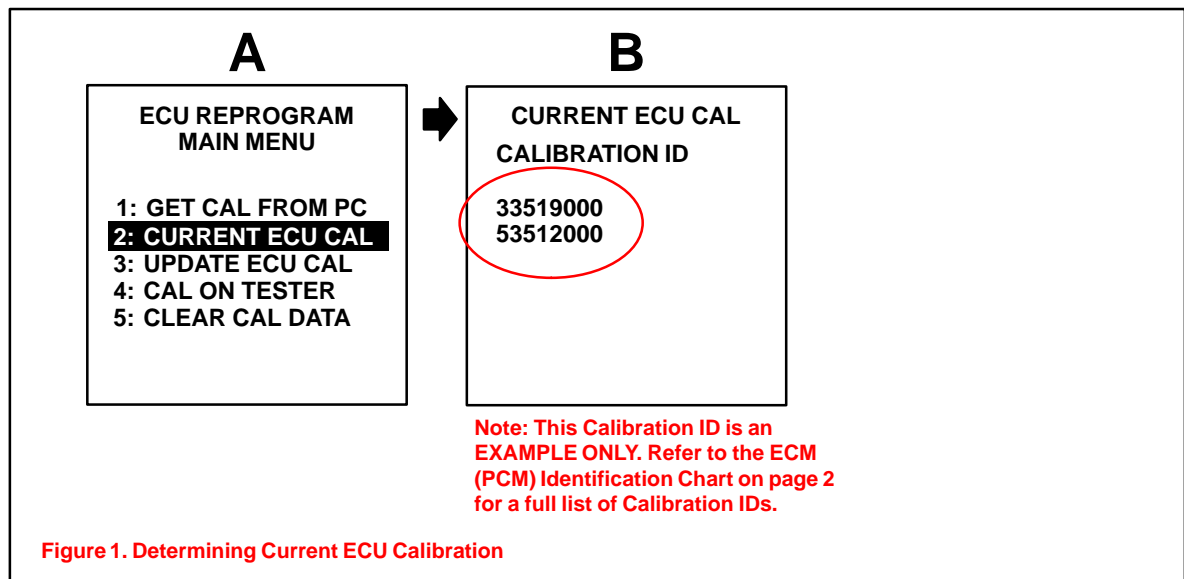 A
ECU REPROGRAM
MAIN MENU
1: GET CAL FROM PC
2: CURRENT ECU CAL
3: UPDATE ECU CAL
4: CAL ON TESTER
5: CLEAR CAL DATA
B
CURRENT ECU CAL
CALIBRATION ID
33519000
53512000
Note: This Calibration ID is an
EXAMPLE ONLY. Refer to the ECM
(PCM) Identification Chart on page 2
for a full list of Calibration IDs.
Figure 1. Determining Current ECU Calibration